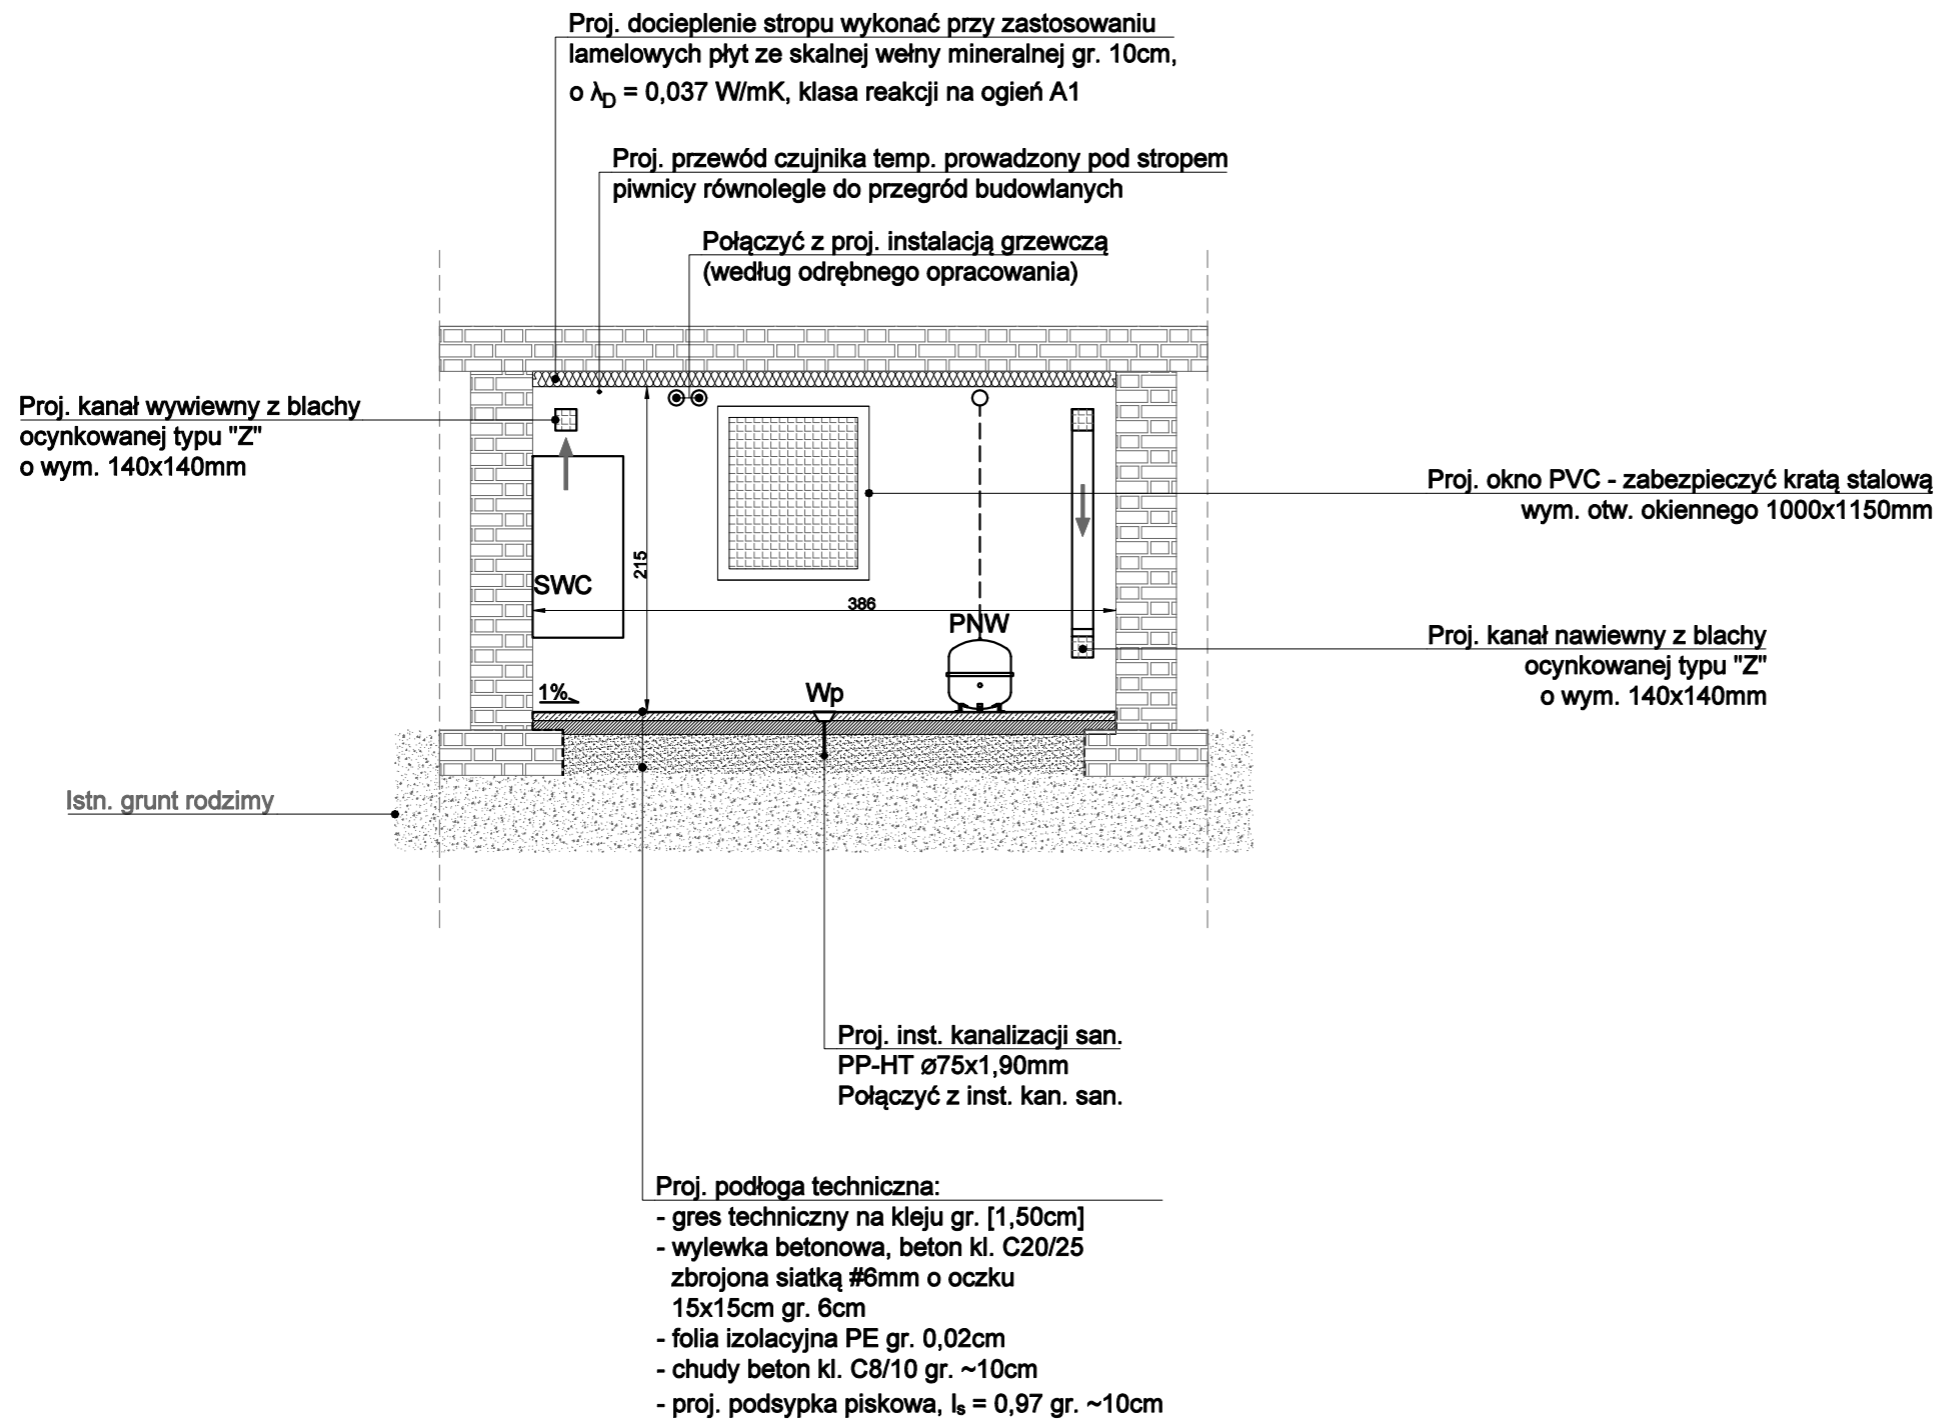 Proj. docieplenie stropu wykonać przy zastosowaniu
lamelowych płyt ze skalnej wełny mineralnej gr. 10cm,
o λD = 0,037 W/mK, klasa reakcji na ogień A1
Proj. przewód czujnika temp. prowadzony pod stropem
piwnicy równolegle do przegród budowlanych
Połączyć z proj. instalacją grzewczą
(według odrębnego opracowania)
Proj. kanał wywiewny z blachy
ocynkowanej typu "Z"
o wym. 140x140mm
Proj. okno PVC - zabezpieczyć kratą stalową
wym. otw. okiennego 1000x1150mm
215
SWC
386
PNW
Proj. kanał nawiewny z blachy
ocynkowanej typu "Z"
o wym. 140x140mm
1%
Wp
Istn. grunt rodzimy
Proj. inst. kanalizacji san.
PP-HT ø75x1,90mm
Połączyć z inst. kan. san.
Proj. podłoga techniczna:
- gres techniczny na kleju gr. [1,50cm]
- wylewka betonowa, beton kl. C20/25
zbrojona siatką #6mm o oczku
15x15cm gr. 6cm
- folia izolacyjna PE gr. 0,02cm
- chudy beton kl. C8/10 gr. ~10cm
- proj. podsypka piskowa, Is = 0,97 gr. ~10cm